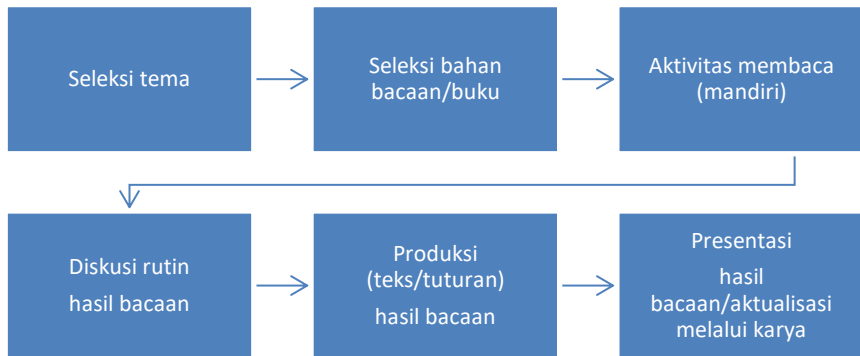 Seleksi tema
Seleksi bahan
bacaan/buku
Aktivitas membaca
(mandiri)
Diskusi rutin
hasil bacaan
Produksi
(teks/tuturan)
hasil bacaan
Presentasi
hasil
bacaan/aktualisasi
melalui karya